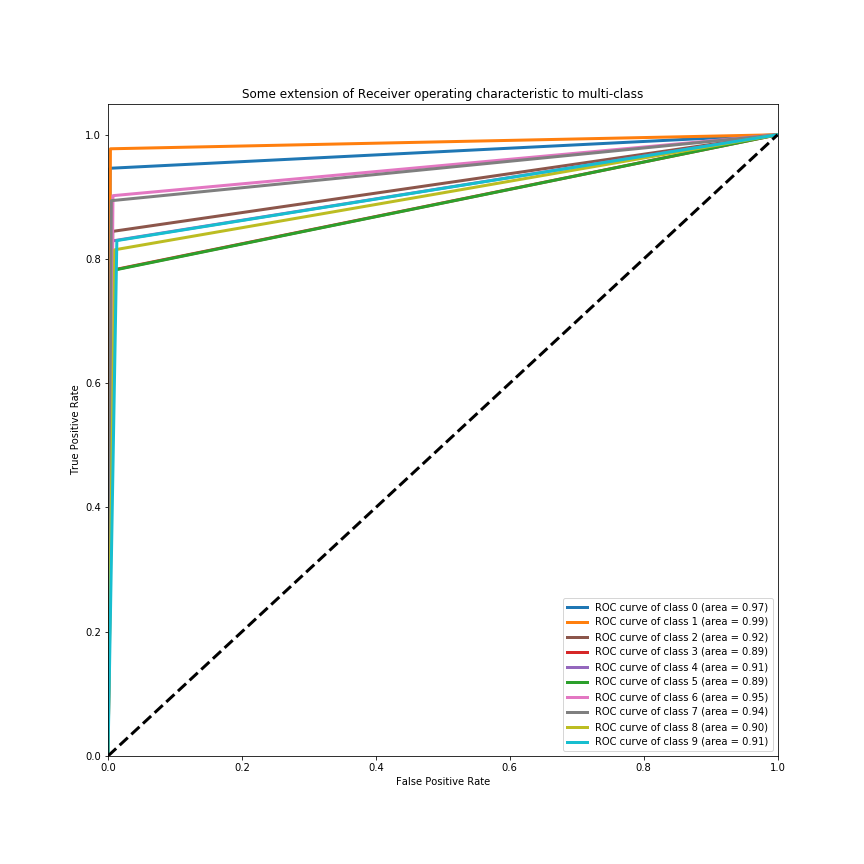 Some extension of Receiver operating characteristic to multi-class
1.0
0.8
0.6
0.4
0.2
0.0
True Positive Rate
ROC curve of class 0 (area = 0.97)
ROC curve of class 1 (area = 0.99)
ROC curve of class 2 (area = 0.92)
ROC curve of class 3 (area = 0.89)
ROC curve of class 4 (area = 0.91)
ROC curve of class 5 (area = 0.89)
ROC curve of class 6 (area = 0.95)
ROC curve of class 7 (area = 0.94)
ROC curve of class 8 (area = 0.90)
ROC curve of class 9 (area = 0.91)
0.0 0.2 0.4 0.6 0.8 1.0
False Positive Rate